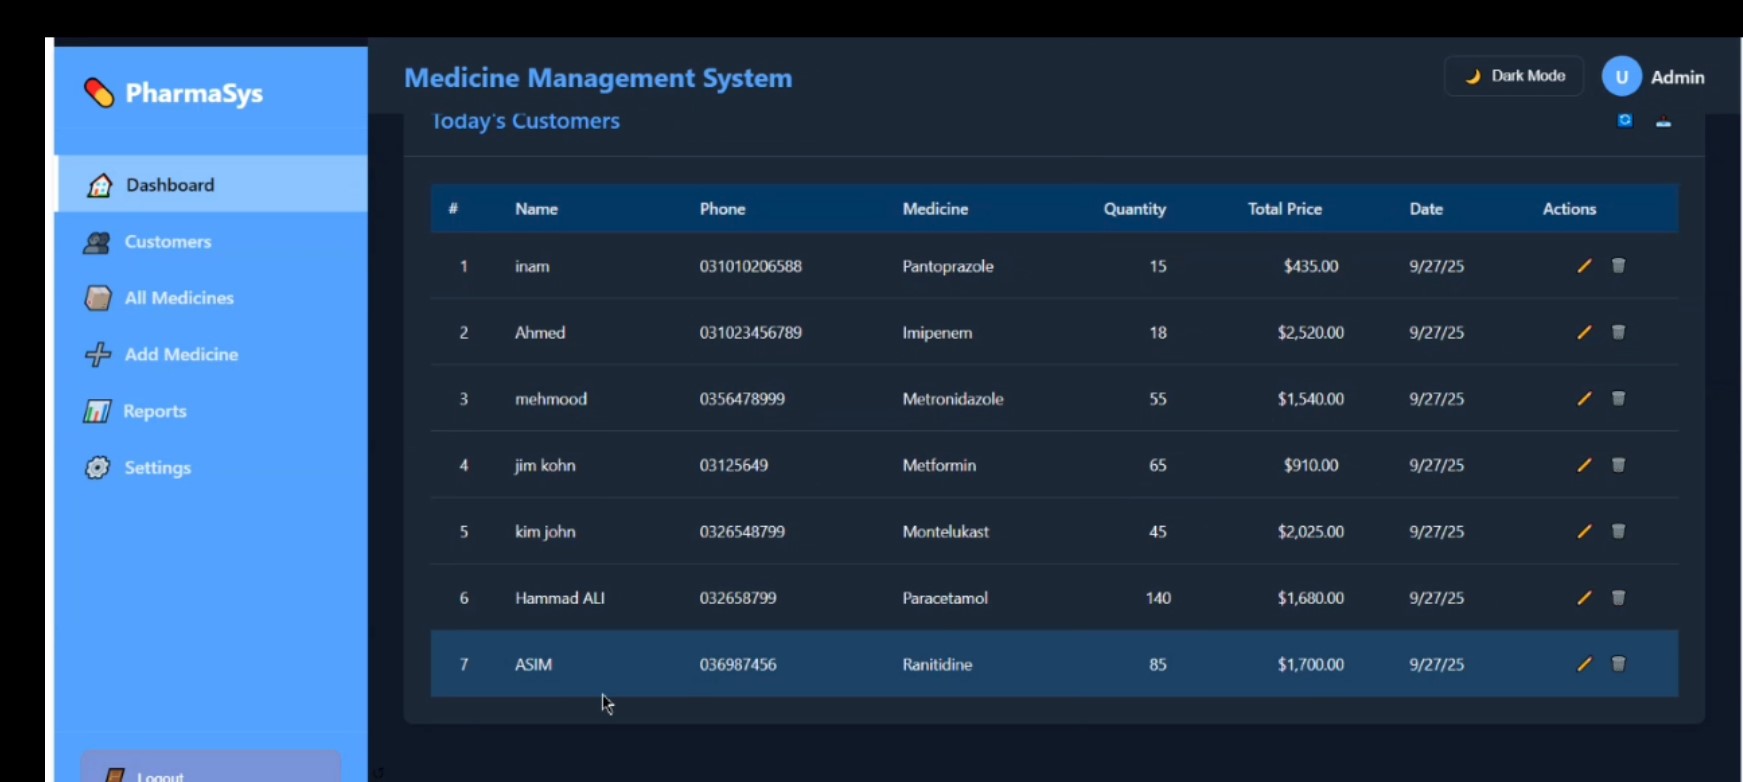 PharmaSys
Medicine Management System
Dark Mode
U
Admin
Today's Customers
Dashboard
Customers
All Medicines
Add Medicine
Reports
Settings
Logout
# Name Phone Medicine Quantity Total Price Date Actions
1 inam 031010206588 Pantoprazole 15 $435.00 9/27/25
2 Ahmed 031023456789 Imipenem 18 $2,520.00 9/27/25
3 mehmood 0356478999 Metronidazole 55 $1,540.00 9/27/25
4 jim kohn 03125649 Metformin 65 $910.00 9/27/25
5 kim john 0326548799 Montelukast 45 $2,025.00 9/27/25
6 Hammad ALI 032658799 Paracetamol 140 $1,680.00 9/27/25
7 ASIM 036987456 Ranitidine 85 $1,700.00 9/27/25